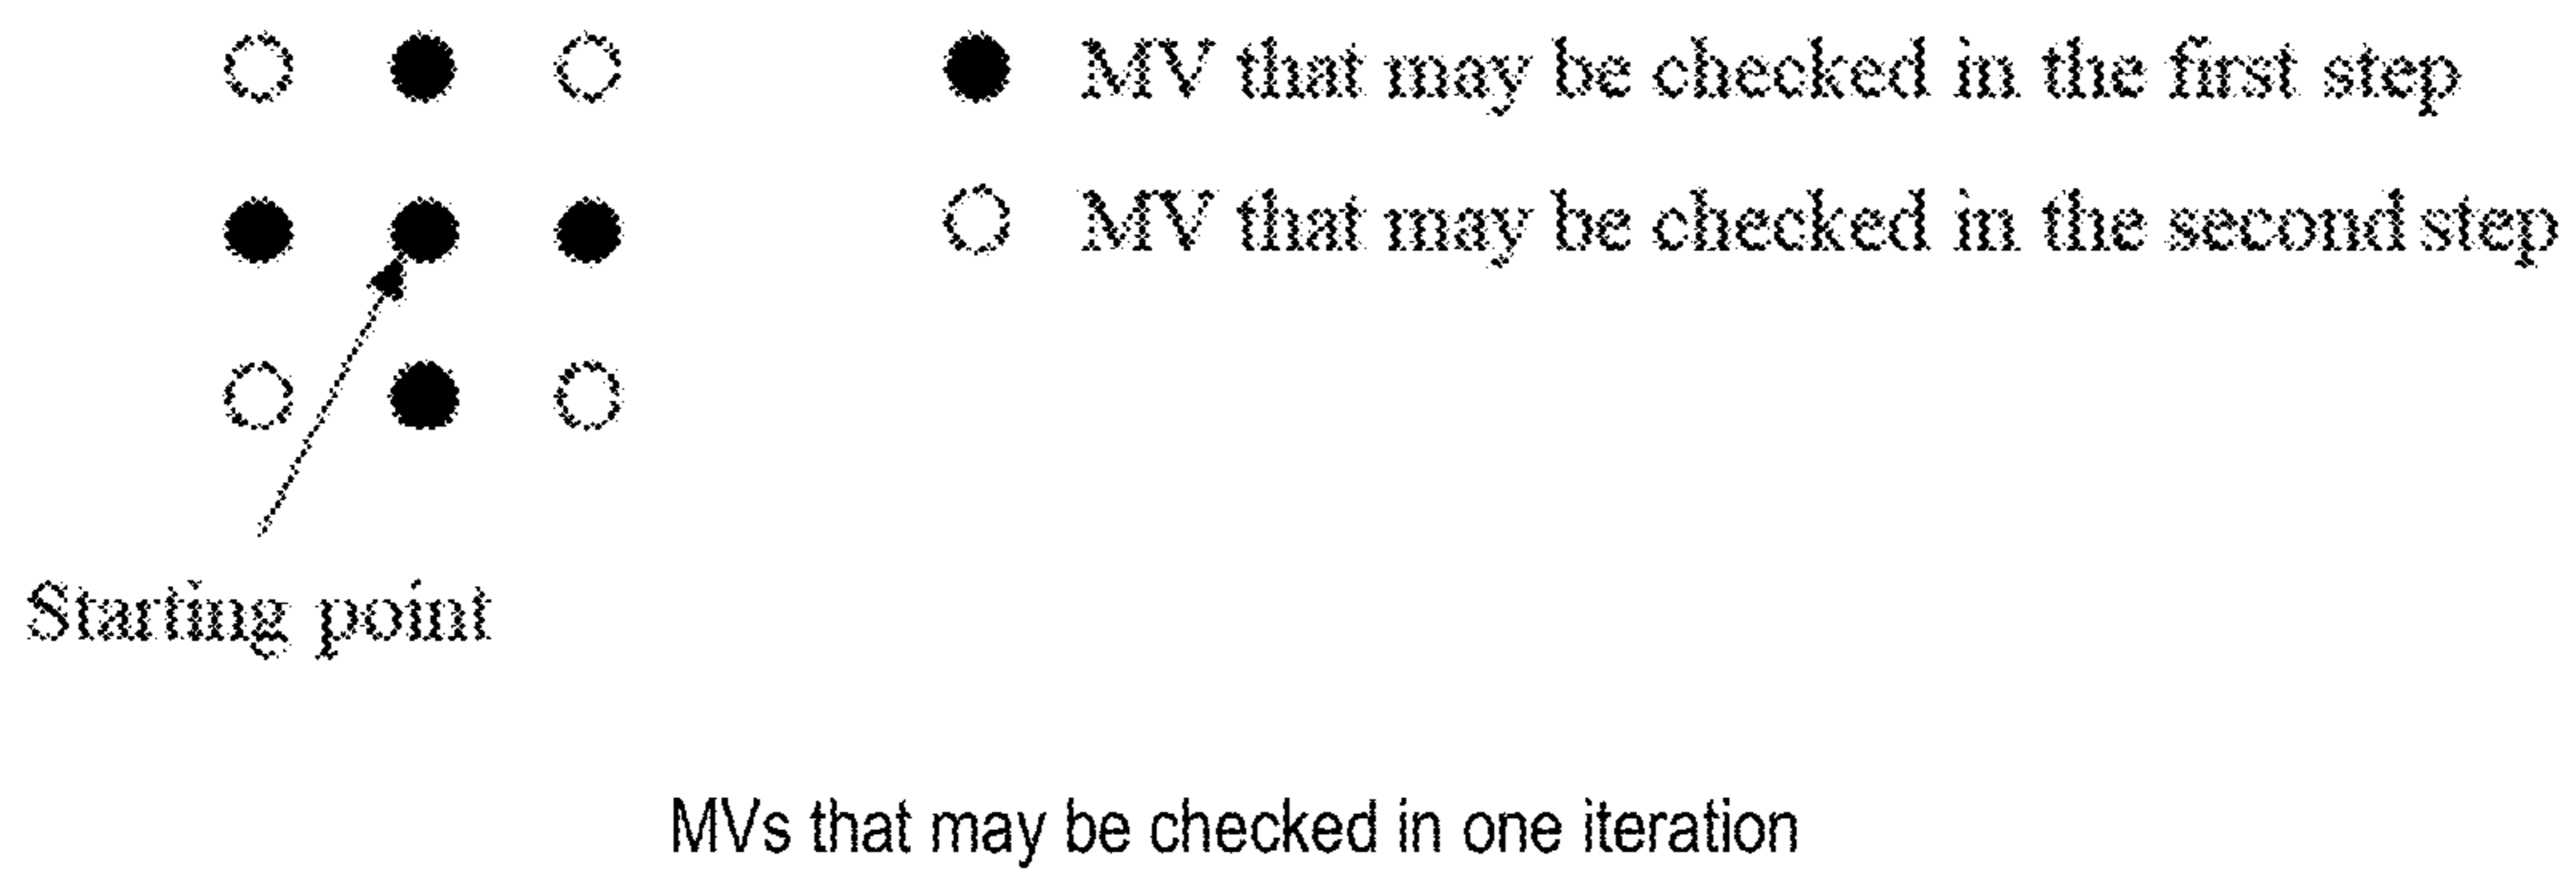 MV that may be checked in the first step
MV that may be checked in the second step
Starting point
MVs that may be checked in one iteration